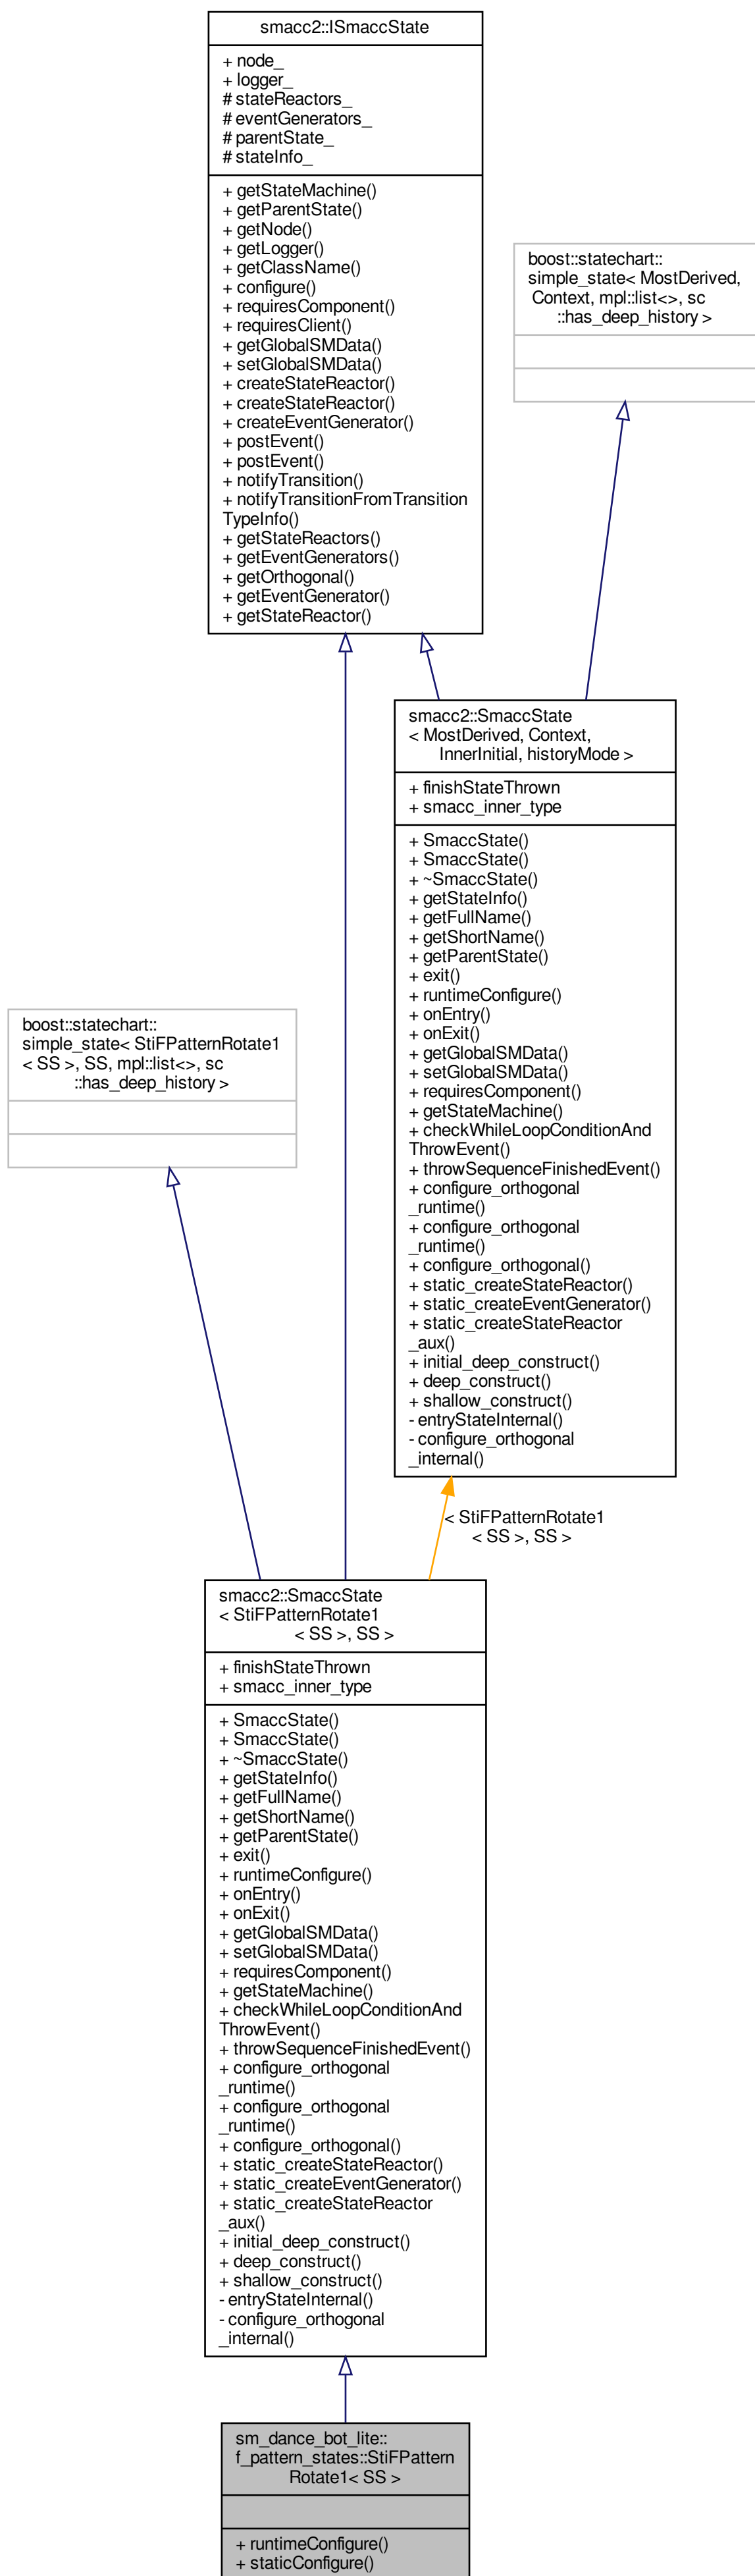 smacc2::ISmaccState
+ node_
+ logger_
# stateReactors_
# eventGenerators_
# parentState_
# stateInfo_
+ getStateMachine()
+ getParentState()
+ getNode()
+ getLogger()
+ getClassName()
+ configure()
+ requiresComponent()
+ requiresClient()
+ getGlobalSMData()
+ setGlobalSMData()
+ createStateReactor()
+ createStateReactor()
+ createEventGenerator()
+ postEvent()
+ postEvent()
+ notifyTransition()
+ notifyTransitionFromTransition
TypeInfo()
+ getStateReactors()
+ getEventGenerators()
+ getOrthogonal()
+ getEventGenerator()
+ getStateReactor()
boost::statechart::
simple_state< MostDerived,
Context, mpl::list<>, sc
::has_deep_history >
smacc2::SmaccState
< MostDerived, Context,
InnerInitial, historyMode >
+ finishStateThrown
+ smacc_inner_type
+ SmaccState()
+ SmaccState()
+ ~SmaccState()
+ getStateInfo()
+ getFullName()
+ getShortName()
+ getParentState()
+ exit()
+ runtimeConfigure()
+ onEntry()
+ onExit()
+ getGlobalSMData()
+ setGlobalSMData()
+ requiresComponent()
+ getStateMachine()
+ checkWhileLoopConditionAnd
ThrowEvent()
+ throwSequenceFinishedEvent()
+ configure_orthogonal
_runtime()
+ configure_orthogonal
_runtime()
+ configure_orthogonal()
+ static_createStateReactor()
+ static_createEventGenerator()
+ static_createStateReactor
_aux()
+ initial_deep_construct()
+ deep_construct()
+ shallow_construct()
- entryStateInternal()
- configure_orthogonal
_internal()
boost::statechart::
simple_state< StiFPatternRotate1
< SS >, SS, mpl::list<>, sc
::has_deep_history >
< StiFPatternRotate1
< SS >, SS >
smacc2::SmaccState
< StiFPatternRotate1
< SS >, SS >
+ finishStateThrown
+ smacc_inner_type
+ SmaccState()
+ SmaccState()
+ ~SmaccState()
+ getStateInfo()
+ getFullName()
+ getShortName()
+ getParentState()
+ exit()
+ runtimeConfigure()
+ onEntry()
+ onExit()
+ getGlobalSMData()
+ setGlobalSMData()
+ requiresComponent()
+ getStateMachine()
+ checkWhileLoopConditionAnd
ThrowEvent()
+ throwSequenceFinishedEvent()
+ configure_orthogonal
_runtime()
+ configure_orthogonal
_runtime()
+ configure_orthogonal()
+ static_createStateReactor()
+ static_createEventGenerator()
+ static_createStateReactor
_aux()
+ initial_deep_construct()
+ deep_construct()
+ shallow_construct()
- entryStateInternal()
- configure_orthogonal
_internal()
sm_dance_bot_lite::
f_pattern_states::StiFPattern
Rotate1< SS >
+ runtimeConfigure()
+ staticConfigure()